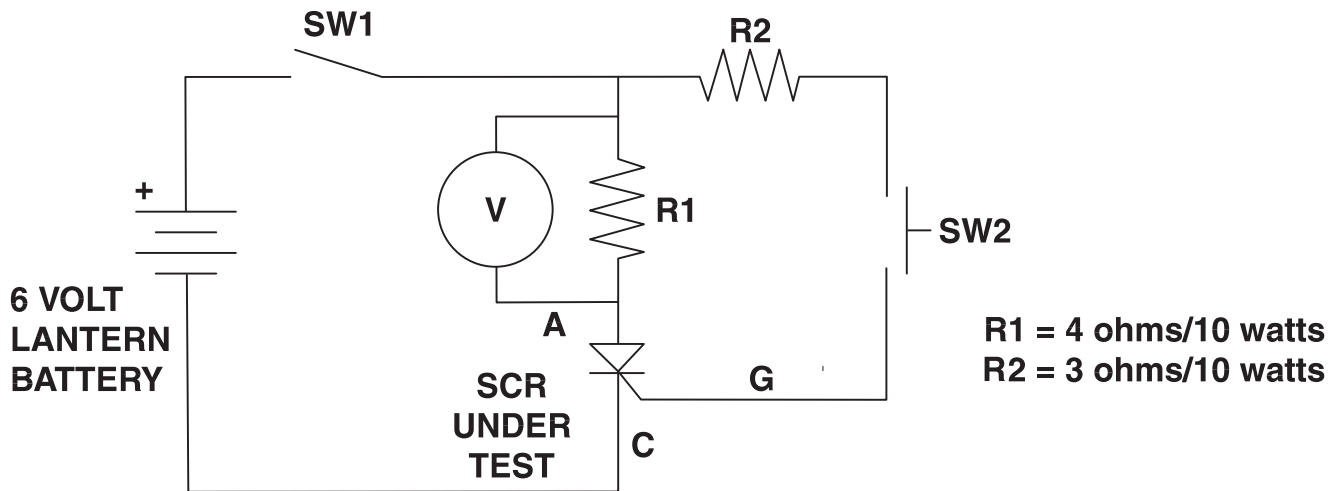 SW1
R2
+
V
R1
SW2
6 VOLT
LANTERN
BATTERY
A
R1 = 4 ohms/10 watts
R2 = 3 ohms/10 watts
SCR
UNDER
TEST
G
C